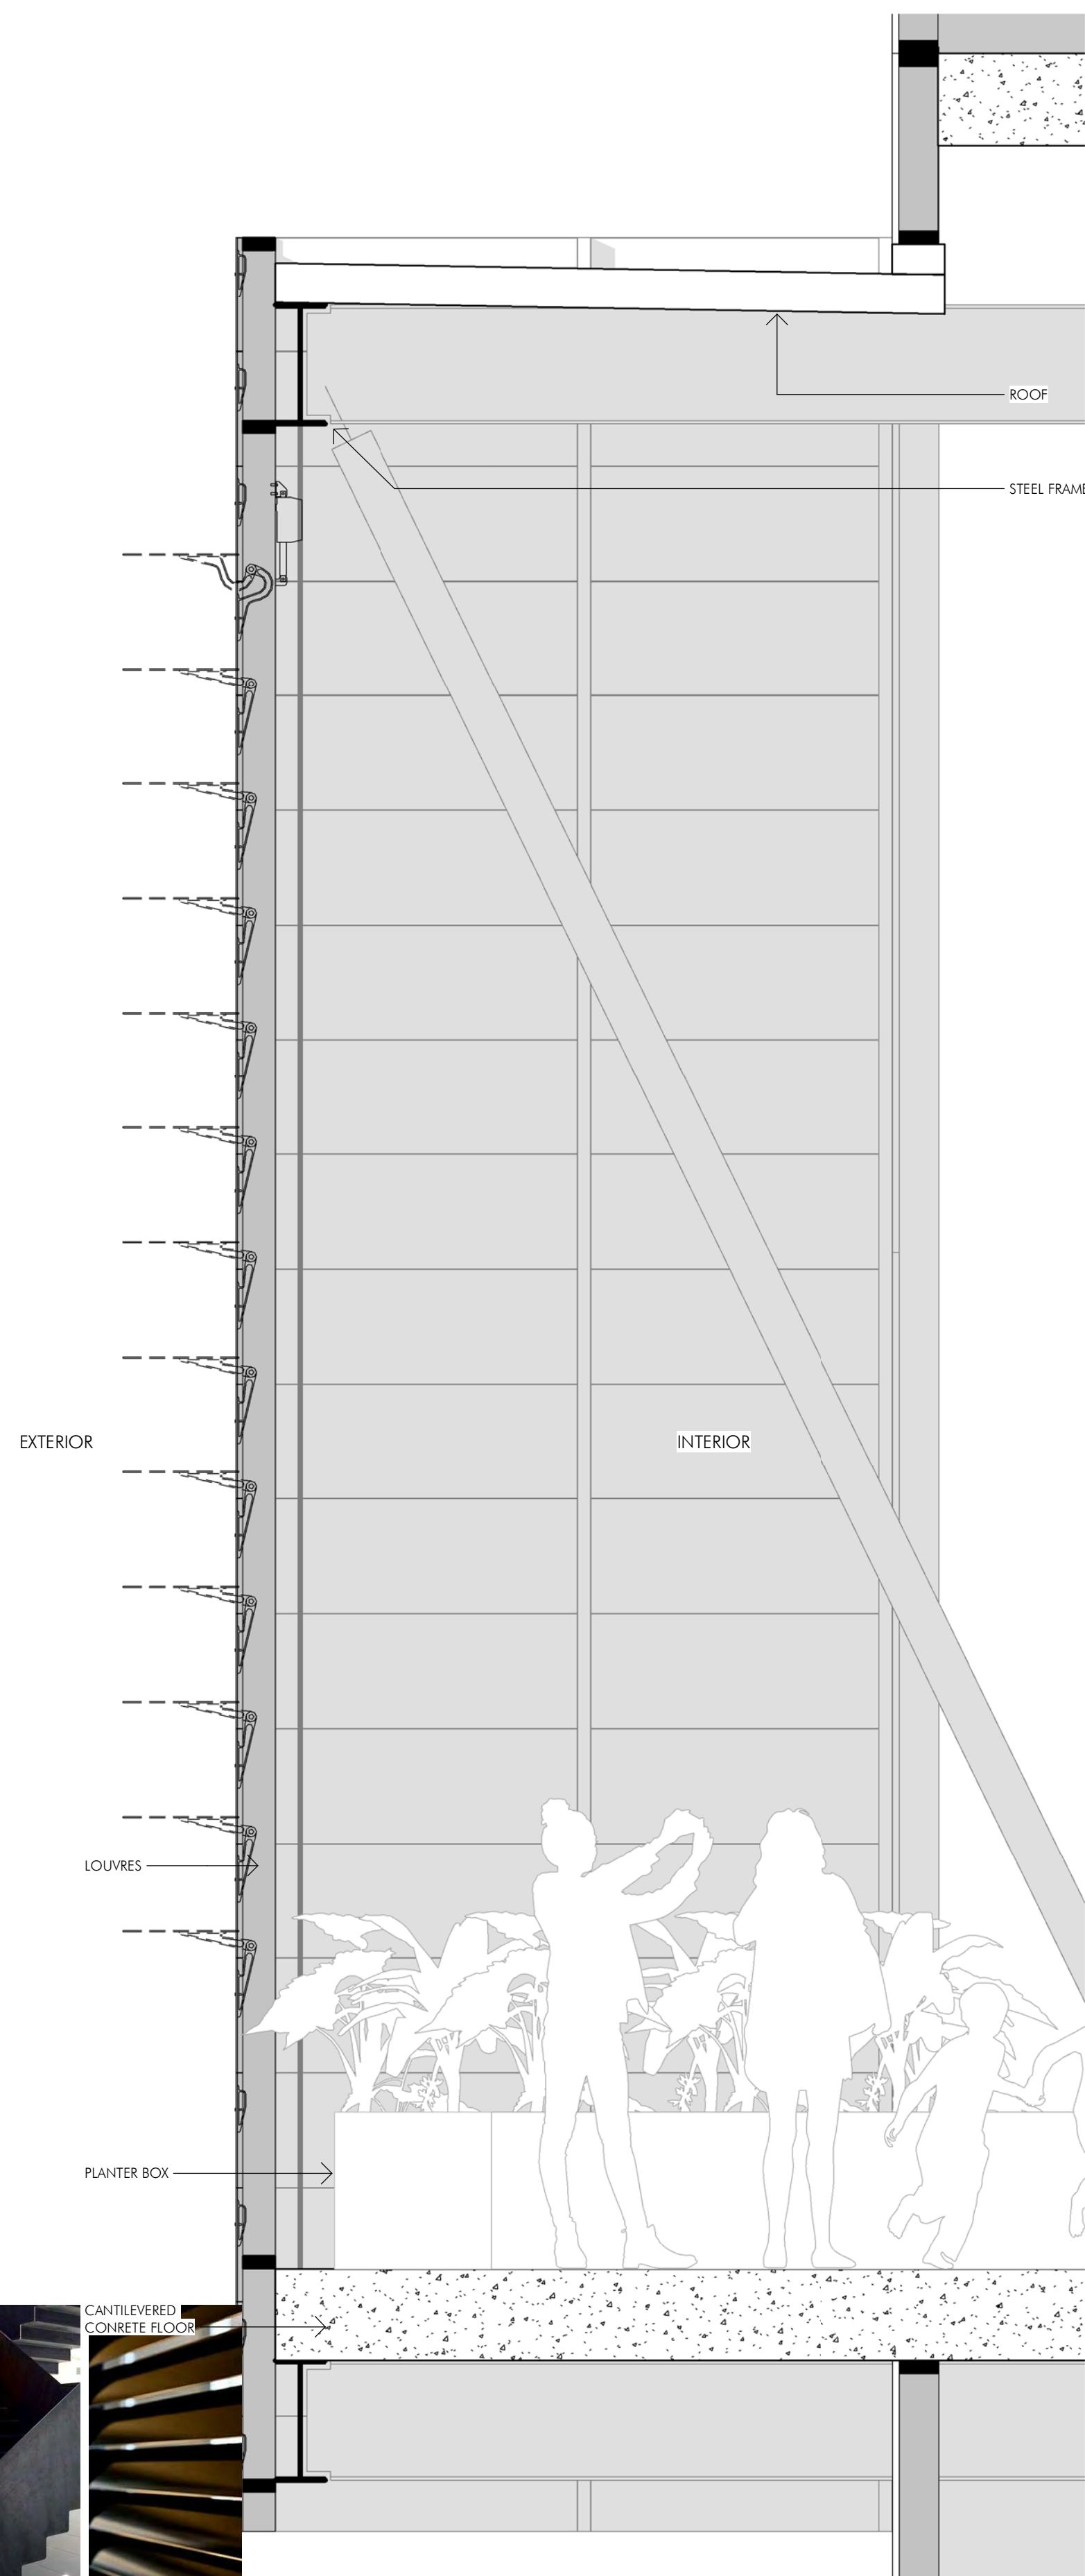 ROOF
STEEL FRAME
EXTERIOR
INTERIOR
LOUVRES
PLANTER BOX
CANTILEVERED
CONRETE FLOOR